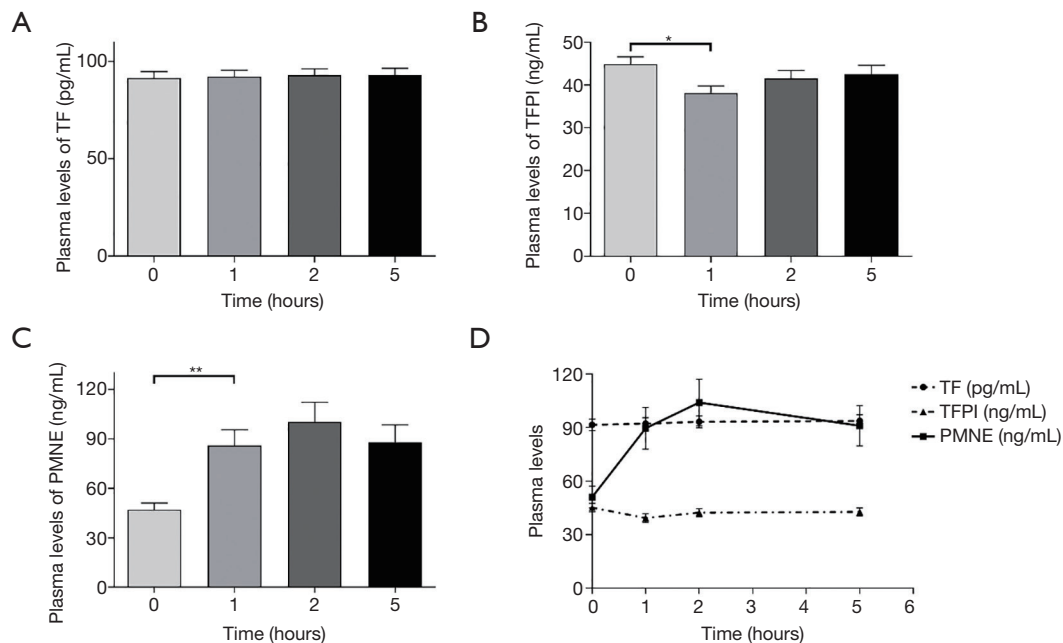 A
Plasma levels of TF
(pg/mL)
100
50
0
0 1 2 5
Time (hours)
B
Plasma levels of TFPI (ng/mL)
50
40
30
20
10
0
*
0 1 2 5
Time (hours)
C
Plasma levels of PMNE (ng/mL)
120
90
60
30
0
**
0 1 2 5
Time (hours)
D
Plasma levels
120
90
60
30
0
0 1 2 3 4 5 6
Time (hours)
TF (pg/mL)
TFPI (ng/mL)
PMNE (ng/mL)